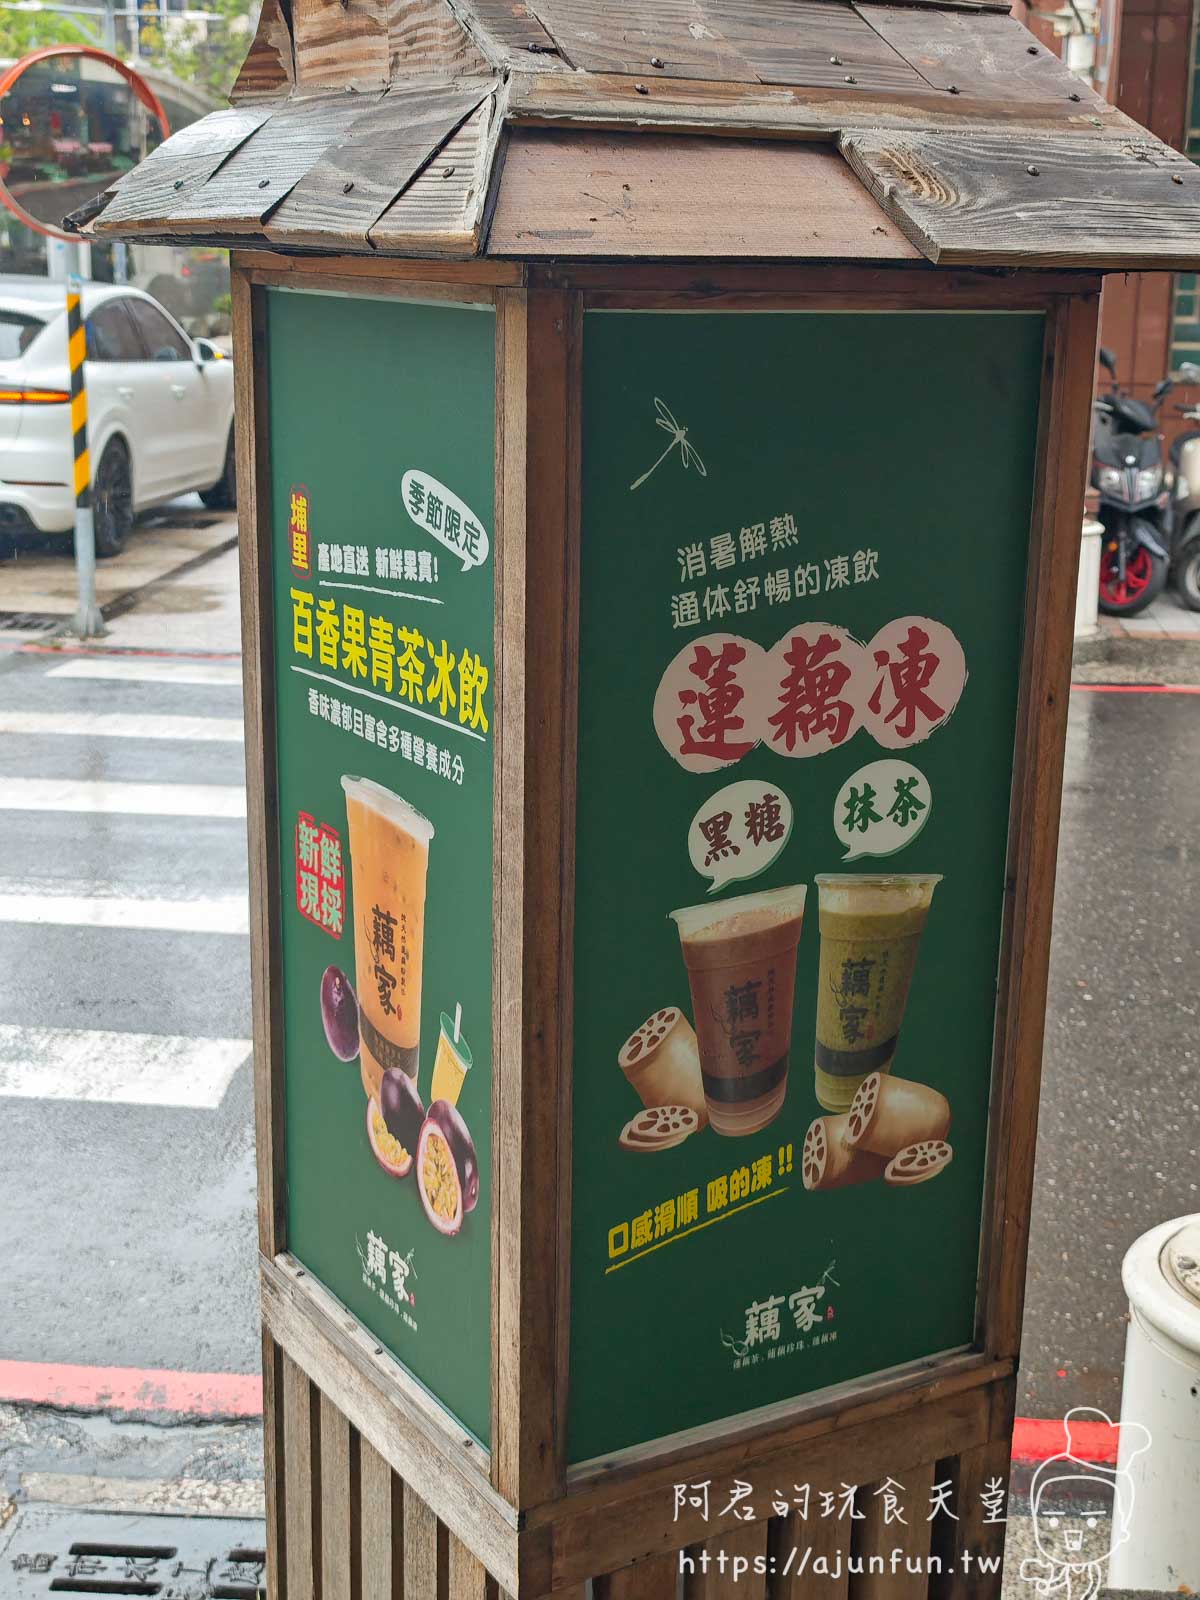 季節限定
埔里
產地直送 新鮮果實!
百香果青茶冰飲
香味濃郁且富含多種營養成分
新鮮
現採
藕家
藕家
消暑解熱
通体舒暢的凍飲
蓮藕凍
黑糖
抹茶
藕家
藕家
口感滑順 吸的凍!!
藕家
蓮藕茶、蓮藕珍珠、蓮藕凍
阿君的玩食天堂
https://ajunfun.tw